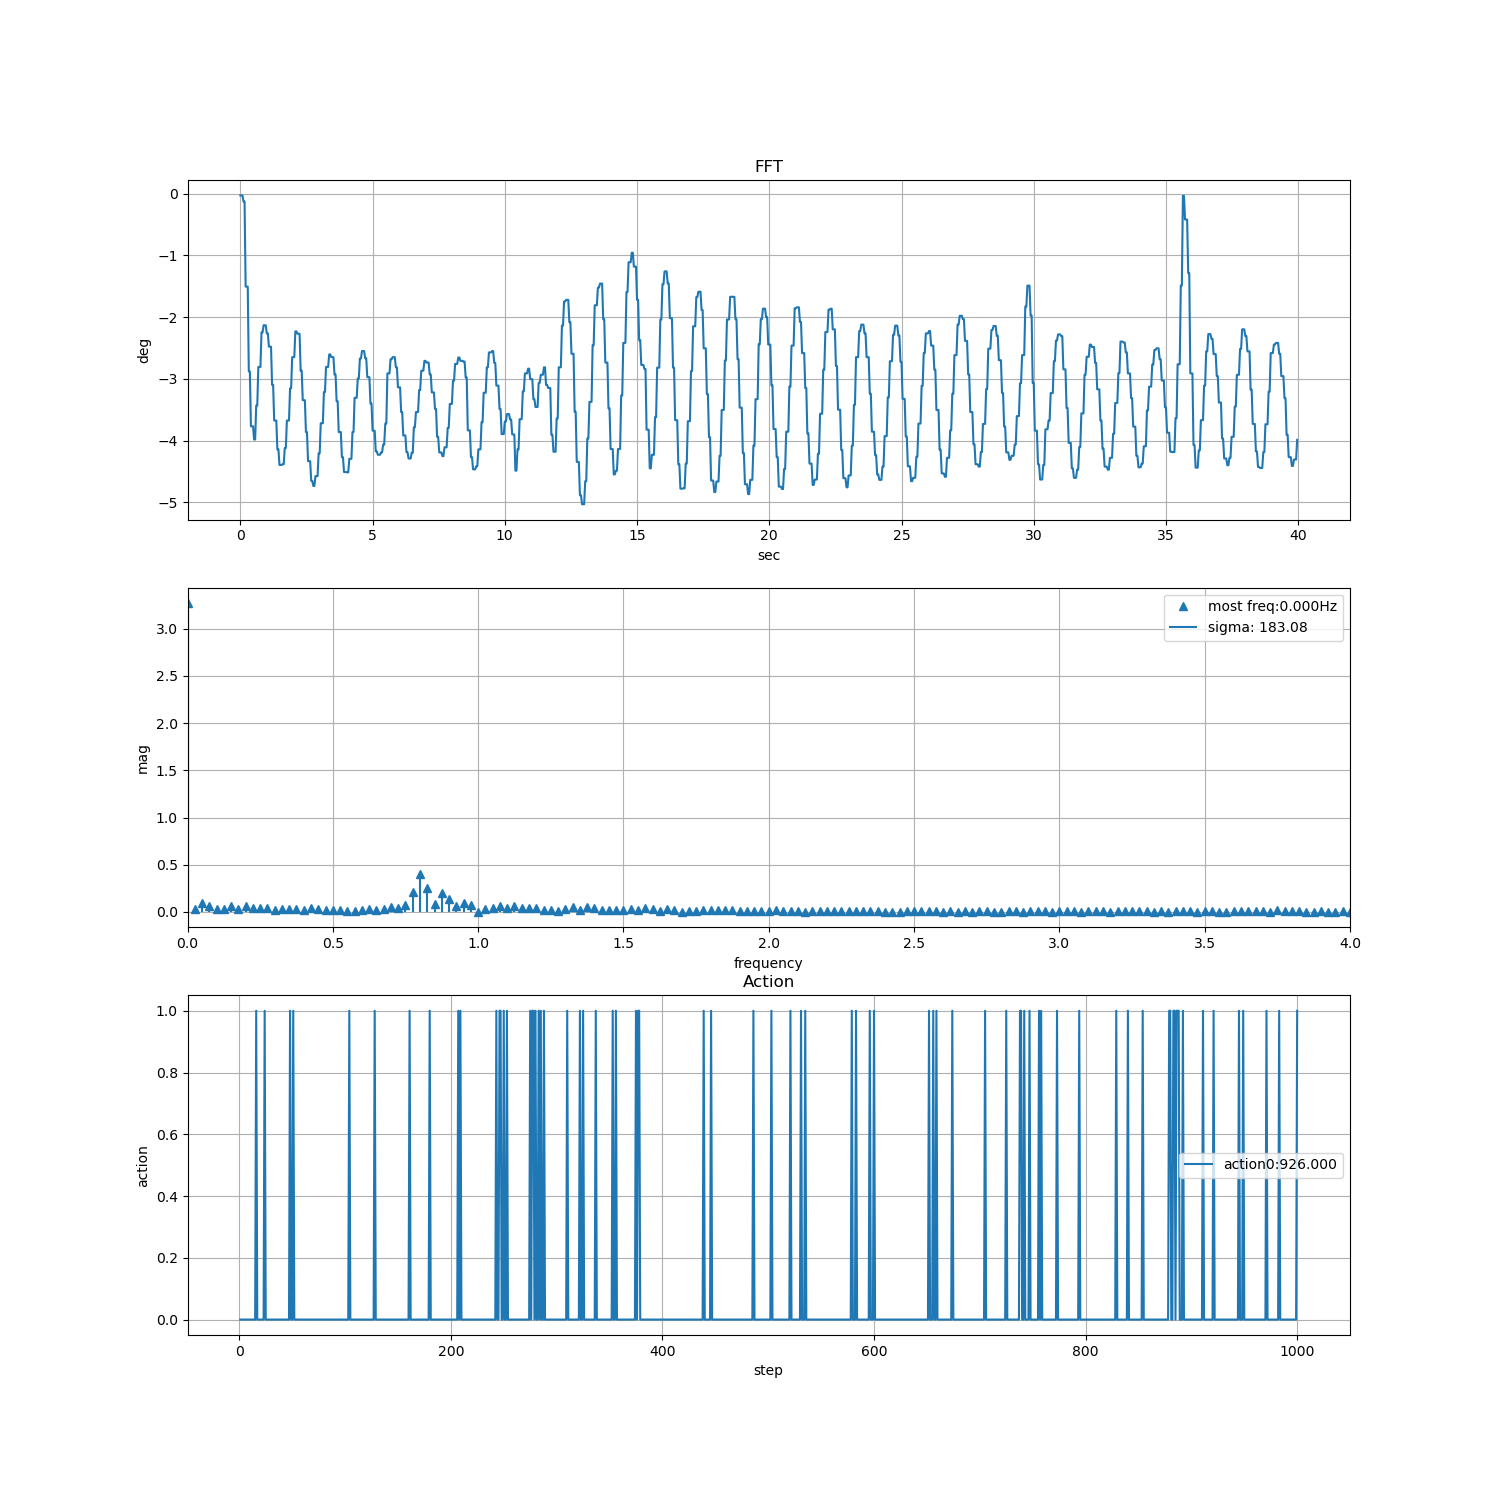 FFT
0
−1
−2
−3
−4
−5
deg
0 5 10 15 20 25 30 35 40
sec
most freq:0.000Hz
sigma: 183.08
3.0
2.5
2.0
1.5
1.0
0.5
0.0
mag
0.0 0.5 1.0 1.5 2.0 2.5 3.0 3.5 4.0
frequency
Action
1.0
0.8
0.6
0.4
0.2
0.0
action
action0:926.000
0 200 400 600 800 1000
step